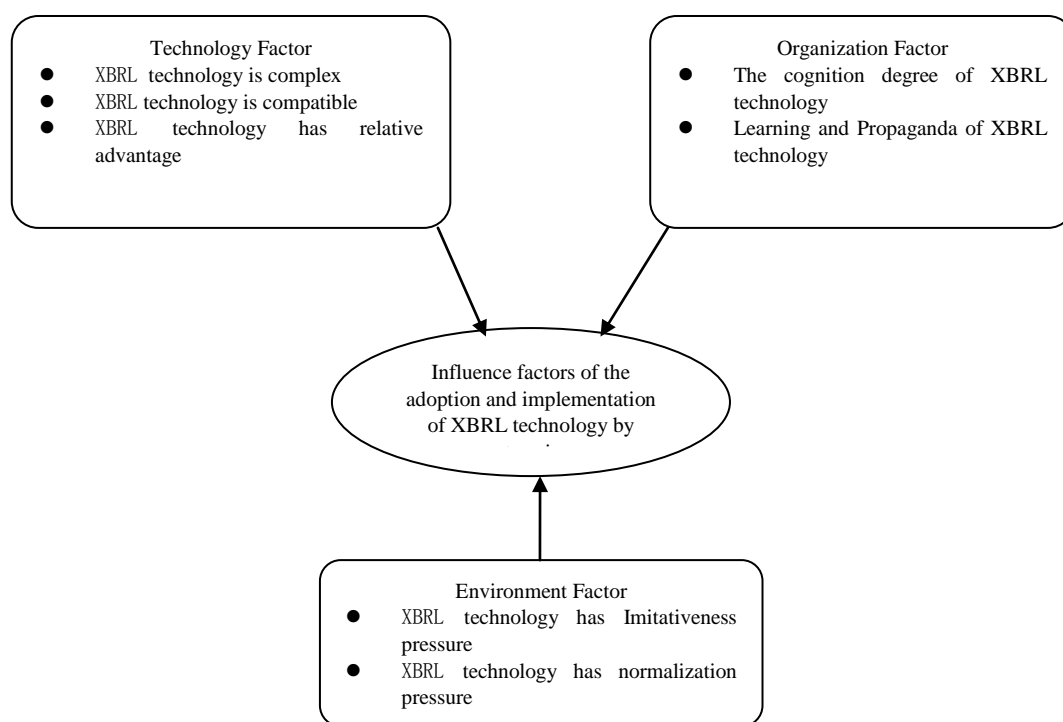 Technology Factor
● XBRL technology is complex
● XBRL technology is compatible
● XBRL technology has relative
advantage
Organization Factor
● The cognition degree of XBRL
technology
● Learning and Propaganda of XBRL
technology
Influence factors of the
adoption and implementation
of XBRL technology by
Environment Factor
● XBRL technology has Imitativeness
pressure
● XBRL technology has normalization
pressure